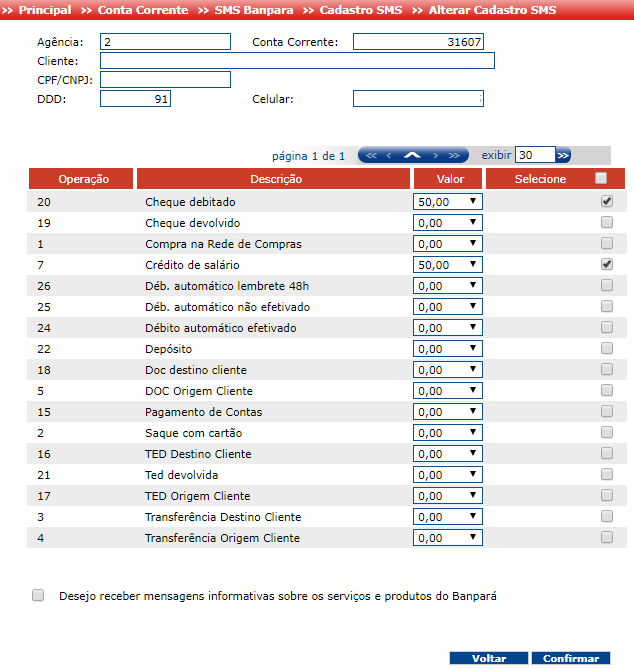 >> Principal >> Conta Corrente >> SMS Banpara >> Cadastro SMS >> Alterar Cadastro SMS
Agência: 2 Conta Corrente: 31607
Cliente:
CPF/CNPJ:
DDD: 91 Celular:
página 1 de 1 << < > >> exibir 30 >>
Operação Descrição Valor Selecione
20 Cheque debitado 50,00
19 Cheque devolvido 0,00
1 Compra na Rede de Compras 0,00
7 Crédito de salário 50,00
26 Déb. automático lembrete 48h 0,00
25 Déb. automático não efetivado 0,00
24 Débito automático efetivado 0,00
22 Depósito 0,00
18 Doc destino cliente 0,00
5 DOC Origem Cliente 0,00
15 Pagamento de Contas 0,00
2 Saque com cartão 0,00
16 TED Destino Cliente 0,00
21 Ted devolvida 0,00
17 TED Origem Cliente 0,00
3 Transferência Destino Cliente 0,00
4 Transferência Origem Cliente 0,00
Desejo receber mensagens informativas sobre os serviços e produtos do Banpará
Voltar Confirmar